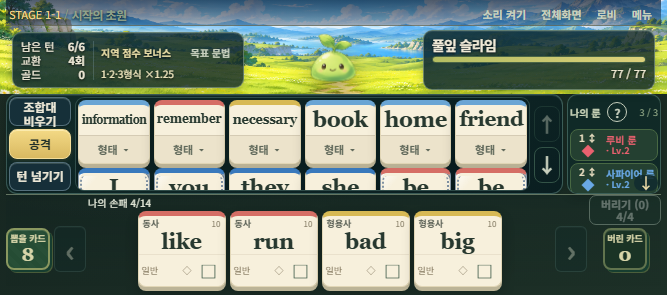 STAGE 1-1 / 시작의 초원
소리 켜기 전체화면 로비 메뉴
남은 턴 6/6
교환 4회
골드 0
지역 점수 보너스 목표 문법
1·2·3형식 ×1.25
풀잎 슬라임
77 / 77
조합대
비우기
공격
턴 넘기기
information remember necessary book home friend
형태 형태 형태 형태 형태 형태
I you they she be be
나의 룬 ? 3 / 3
1 루비 룬
· Lv.2
2 사파이어 룬
· Lv.2
나의 손패 4/14
버리기 (0)
4/4
뽑을 카드
8
동사 10
like
일반
동사 10
run
일반
형용사 10
bad
일반
형용사 10
big
일반
버린 카드
0